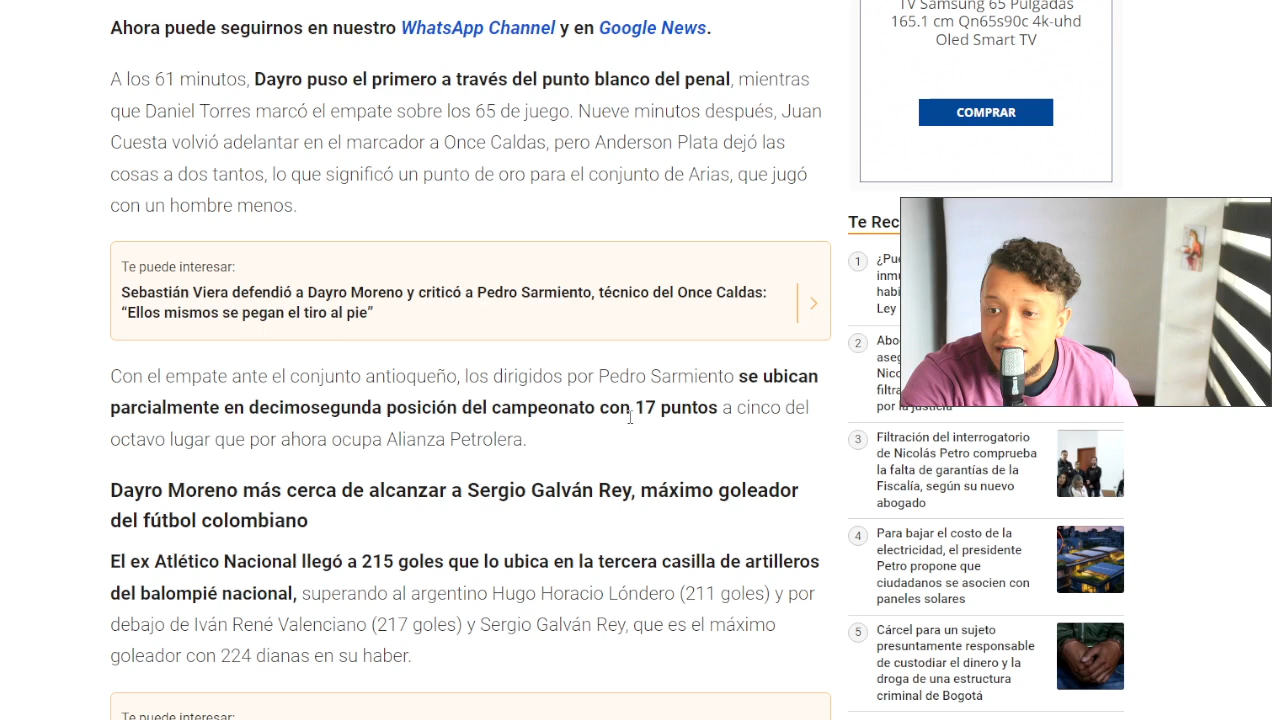 Ahora puede seguirnos en nuestro WhatsApp Channel y en Google News.
A los 61 minutos, Dayro puso el primero a través del punto blanco del penal, mientras
que Daniel Torres marcó el empate sobre los 65 de juego. Nueve minutos después, Juan
Cuesta volvió adelantar en el marcador a Once Caldas, pero Anderson Plata dejó las
cosas a dos tantos, lo que significó un punto de oro para el conjunto de Arias, que jugó
con un hombre menos.
Te puede interesar:
Sebastián Viera defendió a Dayro Moreno y criticó a Pedro Sarmiento, técnico del Once Caldas:
“Ellos mismos se pegan el tiro al pie”
Con el empate ante el conjunto antioqueño, los dirigidos por Pedro Sarmiento se ubican
parcialmente en decimosegunda posición del campeonato con 17 puntos a cinco del
octavo lugar que por ahora ocupa Alianza Petrolera.
Dayro Moreno más cerca de alcanzar a Sergio Galván Rey, máximo goleador
del fútbol colombiano
El ex Atlético Nacional llegó a 215 goles que lo ubica en la tercera casilla de artilleros
del balompié nacional, superando al argentino Hugo Horacio Lóndero (211 goles) y por
debajo de Iván René Valenciano (217 goles) y Sergio Galván Rey, que es el máximo
goleador con 224 dianas en su haber.
Te puede interesar:
TV Samsung 65 Pulgadas
165.1 cm Qn65s90c 4k-uhd
Oled Smart TV
COMPRAR
Te Rec
1
Ley
2
por la justicia
3
Filtración del interrogatorio
de Nicolás Petro comprueba
la falta de garantías de la
Fiscalía, según su nuevo
abogado
4
Para bajar el costo de la
electricidad, el presidente
Petro propone que
ciudadanos se asocien con
paneles solares
5
Cárcel para un sujeto
presuntamente responsable
de custodiar el dinero y la
droga de una estructura
criminal de Bogotá